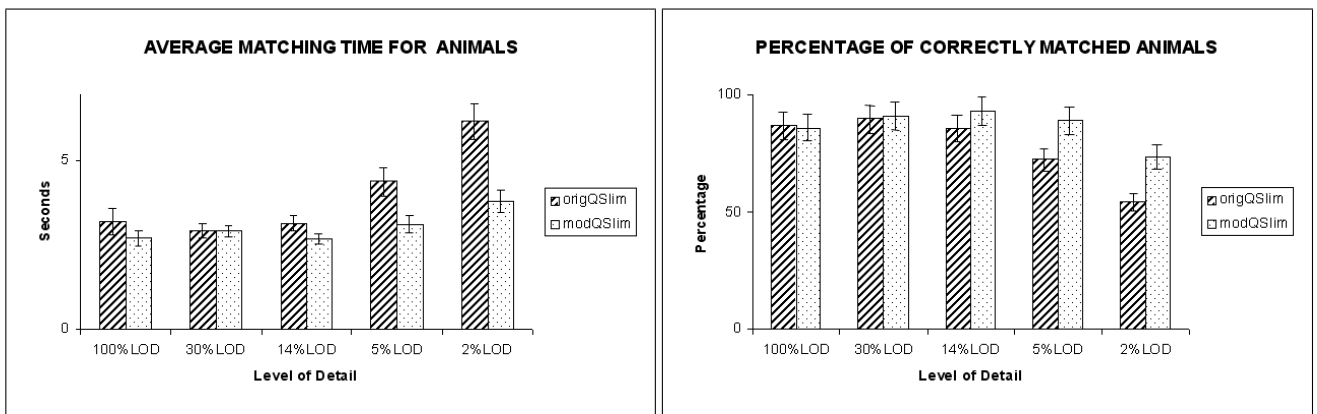 AVERAGE MATCHING TIME FOR ANIMALS
5
0
Seconds
100%LOD 30%LOD 14%LOD 5%LOD 2%LOD
Level of Detail
origQSlim
modQSlim
PERCENTAGE OF CORRECTLY MATCHED ANIMALS
100
50
0
Percentage
100%LOD 30%LOD 14%LOD 5%LOD 2%LOD
Level of Detail
origQSlim
modQSlim